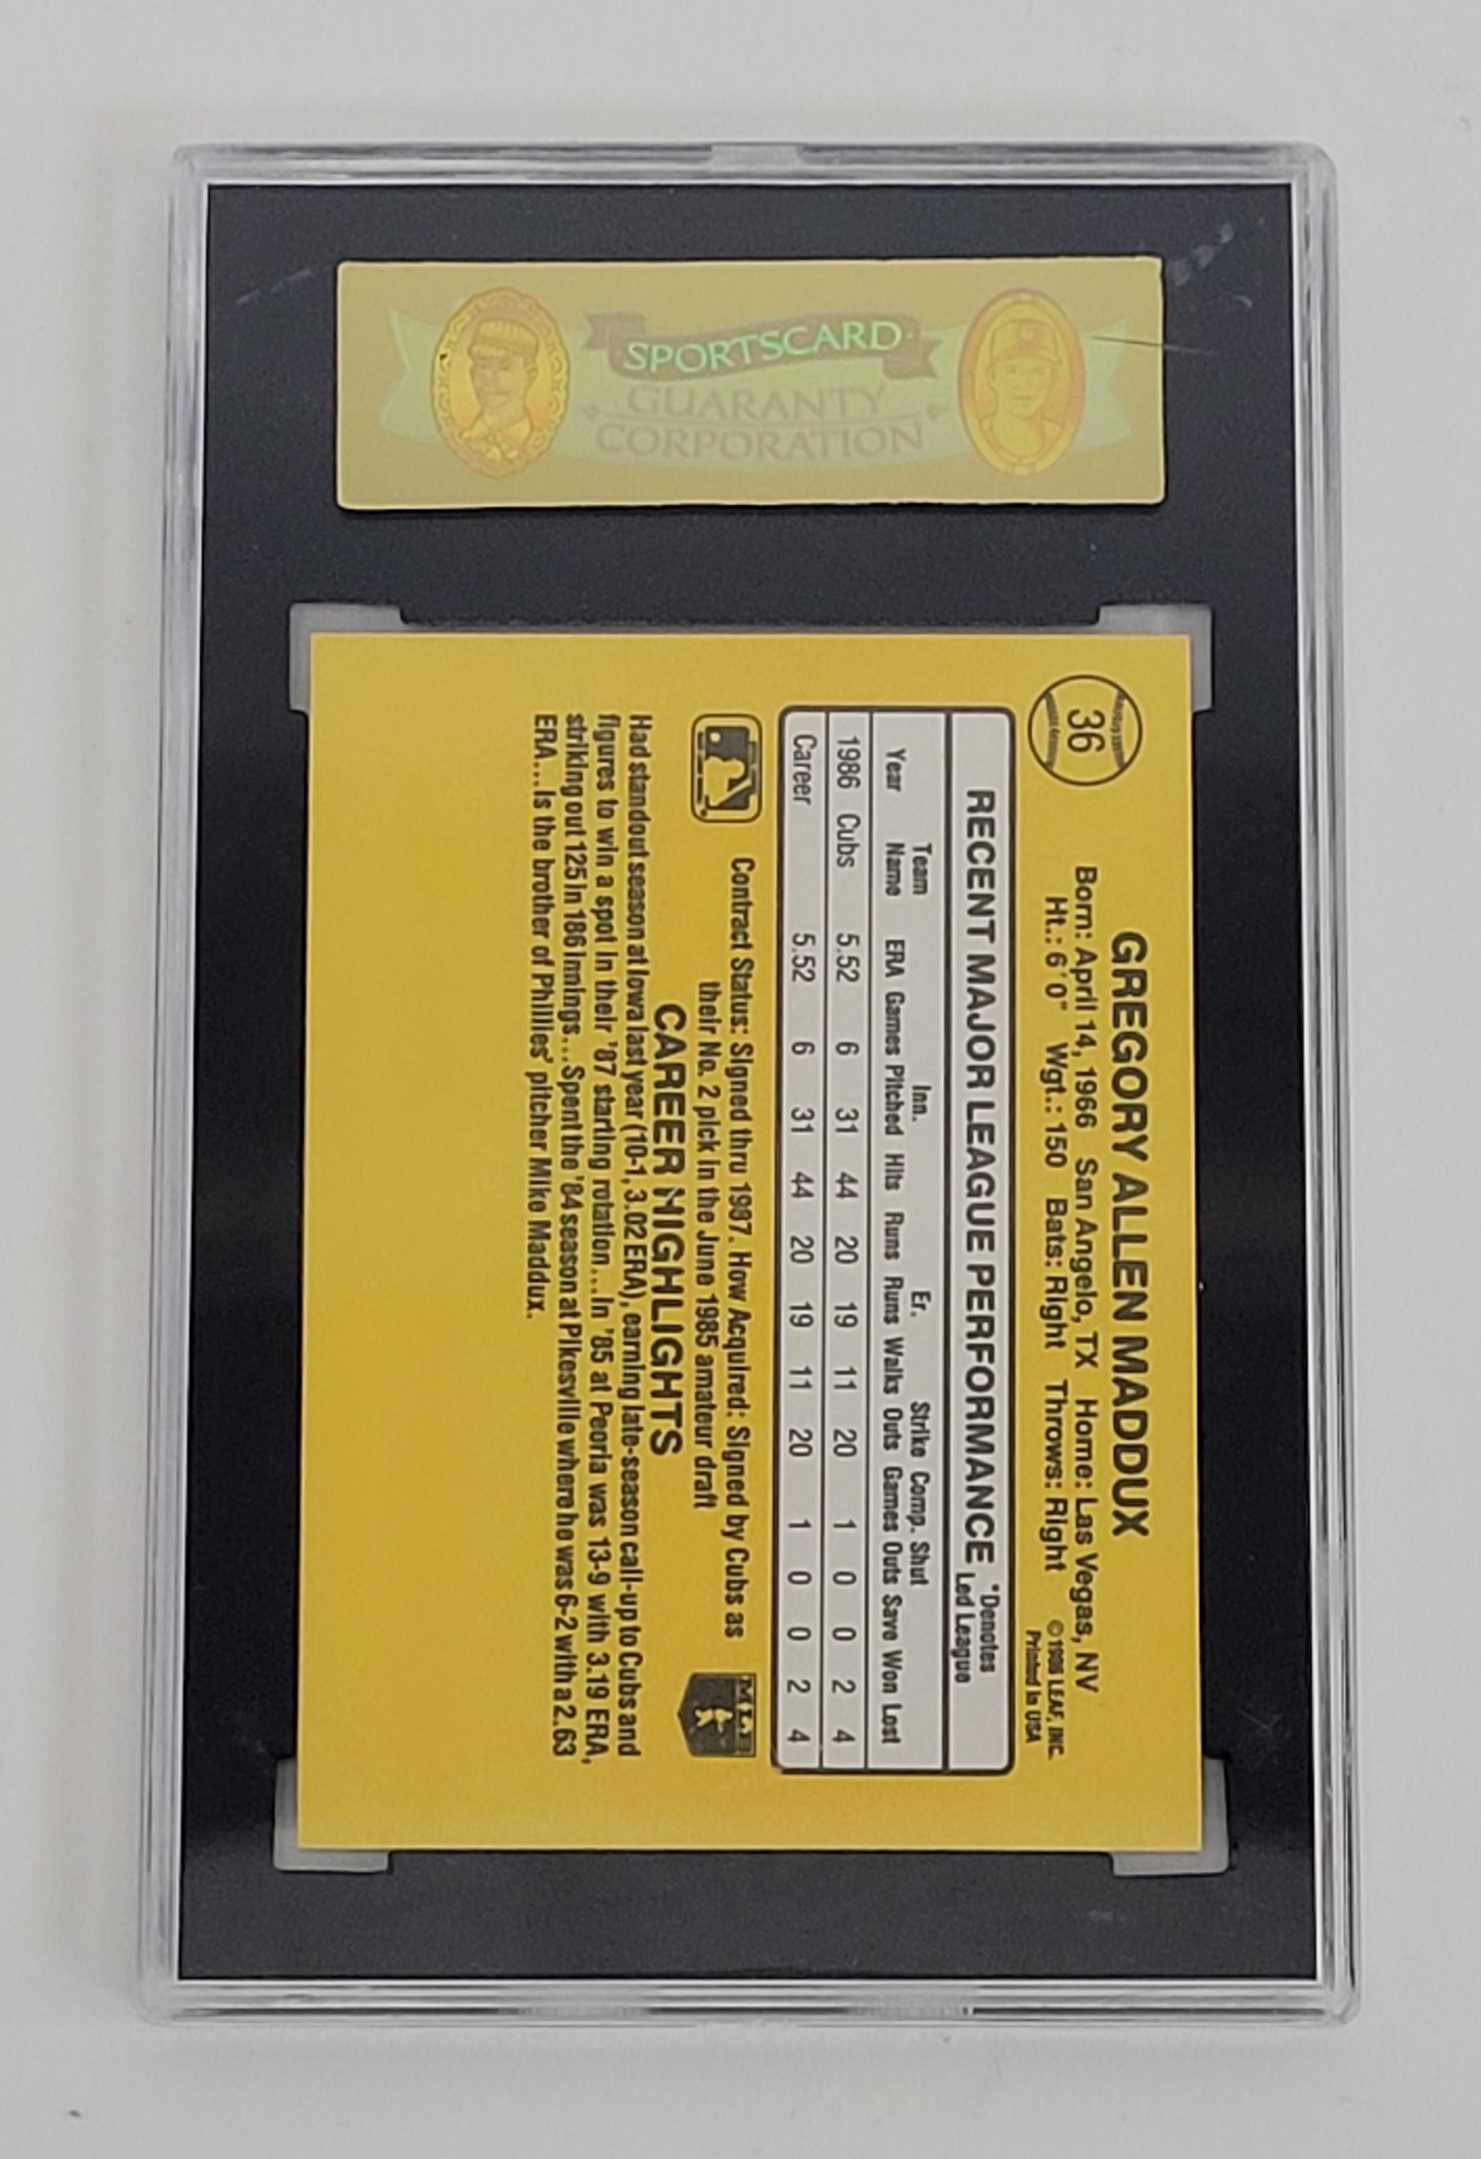 SPORTSCARD
GUARANTY
CORPORATION
36
GREGORY ALLEN MADDUX
Born: April 14, 1966 San Angelo, TX Home: Las Vegas, NV
Ht.: 6'0" Wgt.: 150 Bats: Right Throws: Right
©1986 LEAF, INC.
Printed in USA
RECENT MAJOR LEAGUE PERFORMANCE
*Denotes
Led League
Team Inn. Er. Strike Comp. Shut
Year Name ERA Games Pitched Hits Runs Runs Walks Outs Games Outs Save Won Lost
1986 Cubs 5.52 6 31 44 20 19 11 20 1 0 0 2 4
Career 5.52 6 31 44 20 19 11 20 1 0 0 2 4
Contract Status: Signed thru 1987. How Acquired: Signed by Cubs as
their No. 2 pick in the June 1985 amateur draft
MLB
CAREER HIGHLIGHTS
Had standout season at Iowa last year (10-1, 3.02 ERA), earning late-season call-up to Cubs and
figures to win a spot in their '87 starting rotation...In '85 at Peoria was 13-9 with 3.19 ERA,
striking out 125 in 186 innings...Spent the '84 season at Pikesville where he was 6-2 with a 2.63
ERA...Is the brother of Phillies' pitcher Mike Maddux.